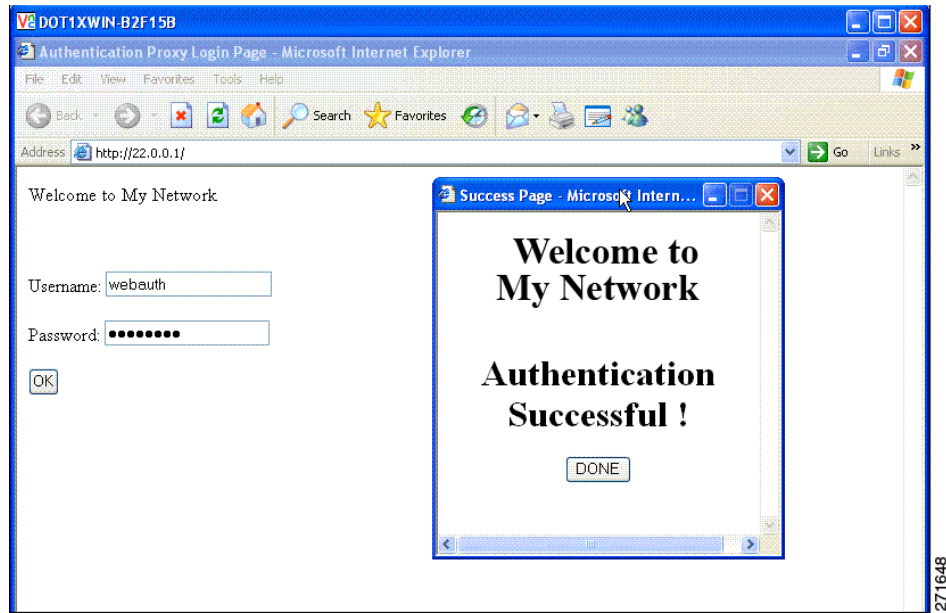 DOT1XWIN-B2F15B
Authentication Proxy Login Page - Microsoft Internet Explorer
File Edit View Favorites Tools Help
Back Search Favorites
Address http://22.0.0.1/ Go Links »
Welcome to My Network
Username: webauth
Password: ●●●●●●●●
OK
Success Page - Microsoft Intern...
Welcome to
My Network
Authentication
Successful !
DONE
271648